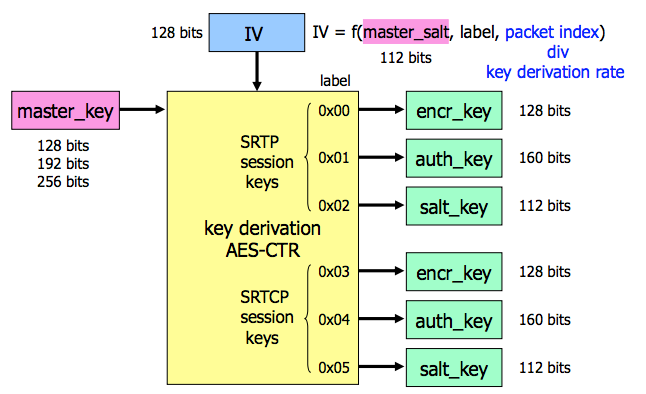 128 bits
IV
IV = f(master_salt, label, packet index)
112 bits
div
key derivation rate
label
master_key
128 bits
192 bits
256 bits
SRTP
session
keys
0x00
0x01
0x02
key derivation
AES-CTR
SRTCP
session
keys
0x03
0x04
0x05
encr_key
128 bits
auth_key
160 bits
salt_key
112 bits
encr_key
128 bits
auth_key
160 bits
salt_key
112 bits